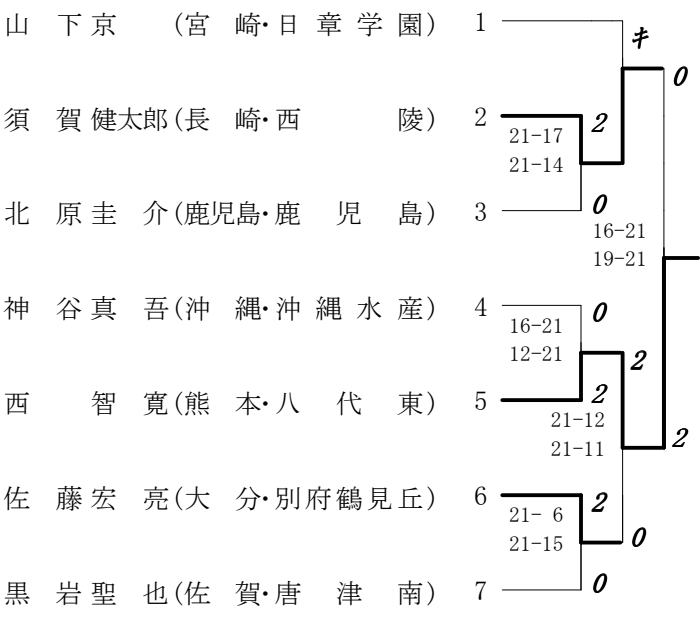 山 下 京 (宮 崎・日 章 学 園) 1
キ
0
須 賀 健太郎(長 崎・西 陵) 2
2
21-17
21-14
北 原 圭 介(鹿児島・鹿 児 島) 3
0
16-21
19-21
神 谷 真 吾(沖 縄・沖 縄 水 産) 4
0
16-21
12-21
2
西 智 寛(熊 本・八 代 東) 5
2
21-12
21-11
2
佐 藤 宏 亮(大 分・別府鶴見丘) 6
2
21- 6
21-15
0
黒 岩 聖 也(佐 賀・唐 津 南) 7
0